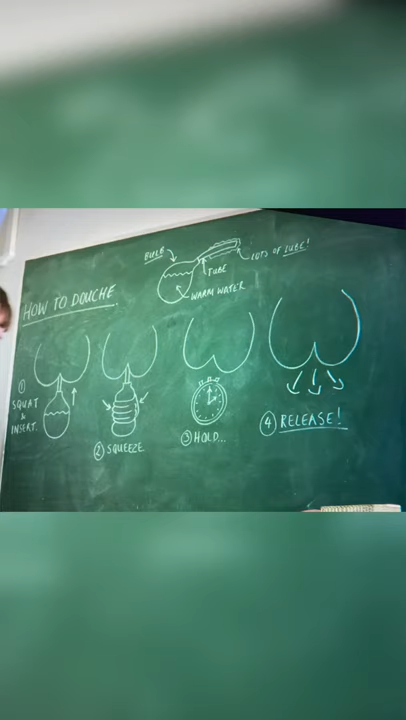 HOW TO DOUCHE.
BULB
TUBE
WARM WATER
LOTS OF LUBE!
① SQUAT
&
INSERT.
② SQUEEZE.
③ HOLD...
④ RELEASE!